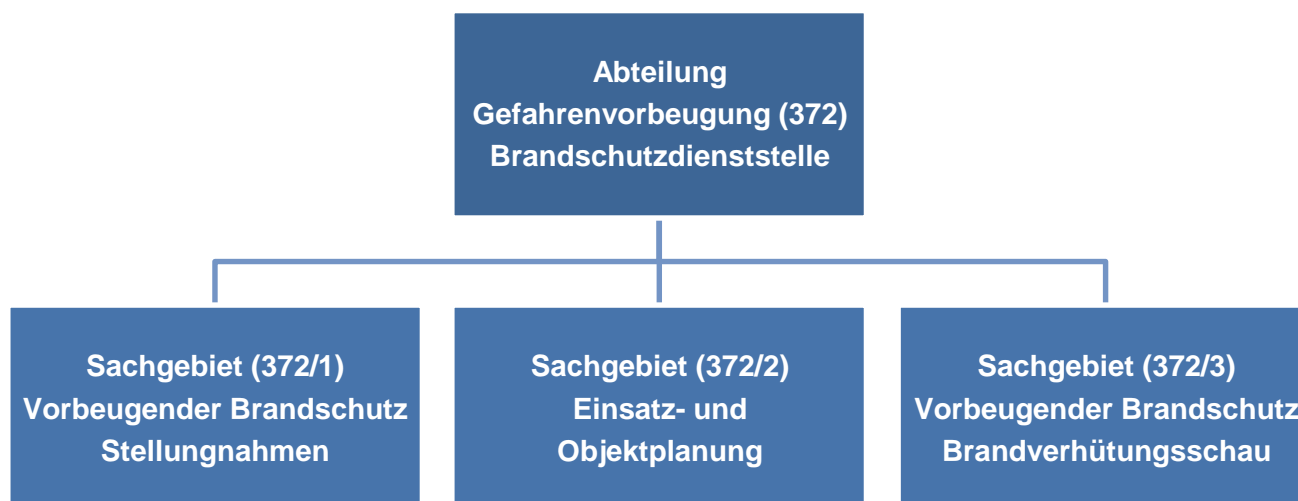 Abteilung
Gefahrenvorbeugung (372)
Brandschutzdienststelle
Sachgebiet (372/1)
Vorbeugender Brandschutz
Stellungnahmen
Sachgebiet (372/2)
Einsatz- und
Objektplanung
Sachgebiet (372/3)
Vorbeugender Brandschutz
Brandverhütungsschau